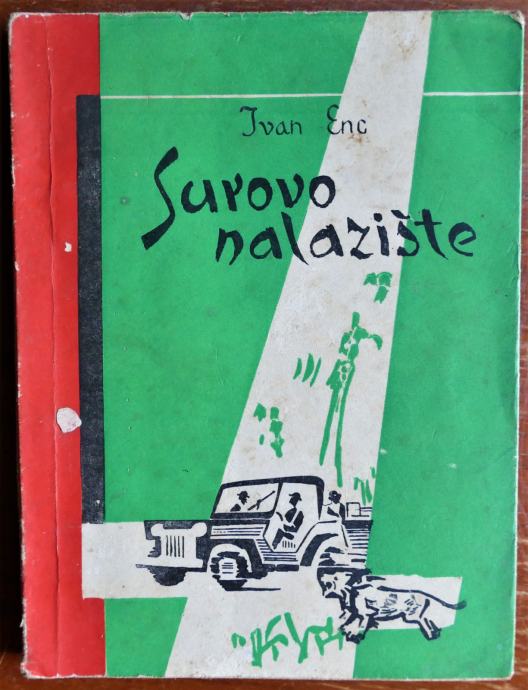 Ivan Enc
Surovo
nalazište